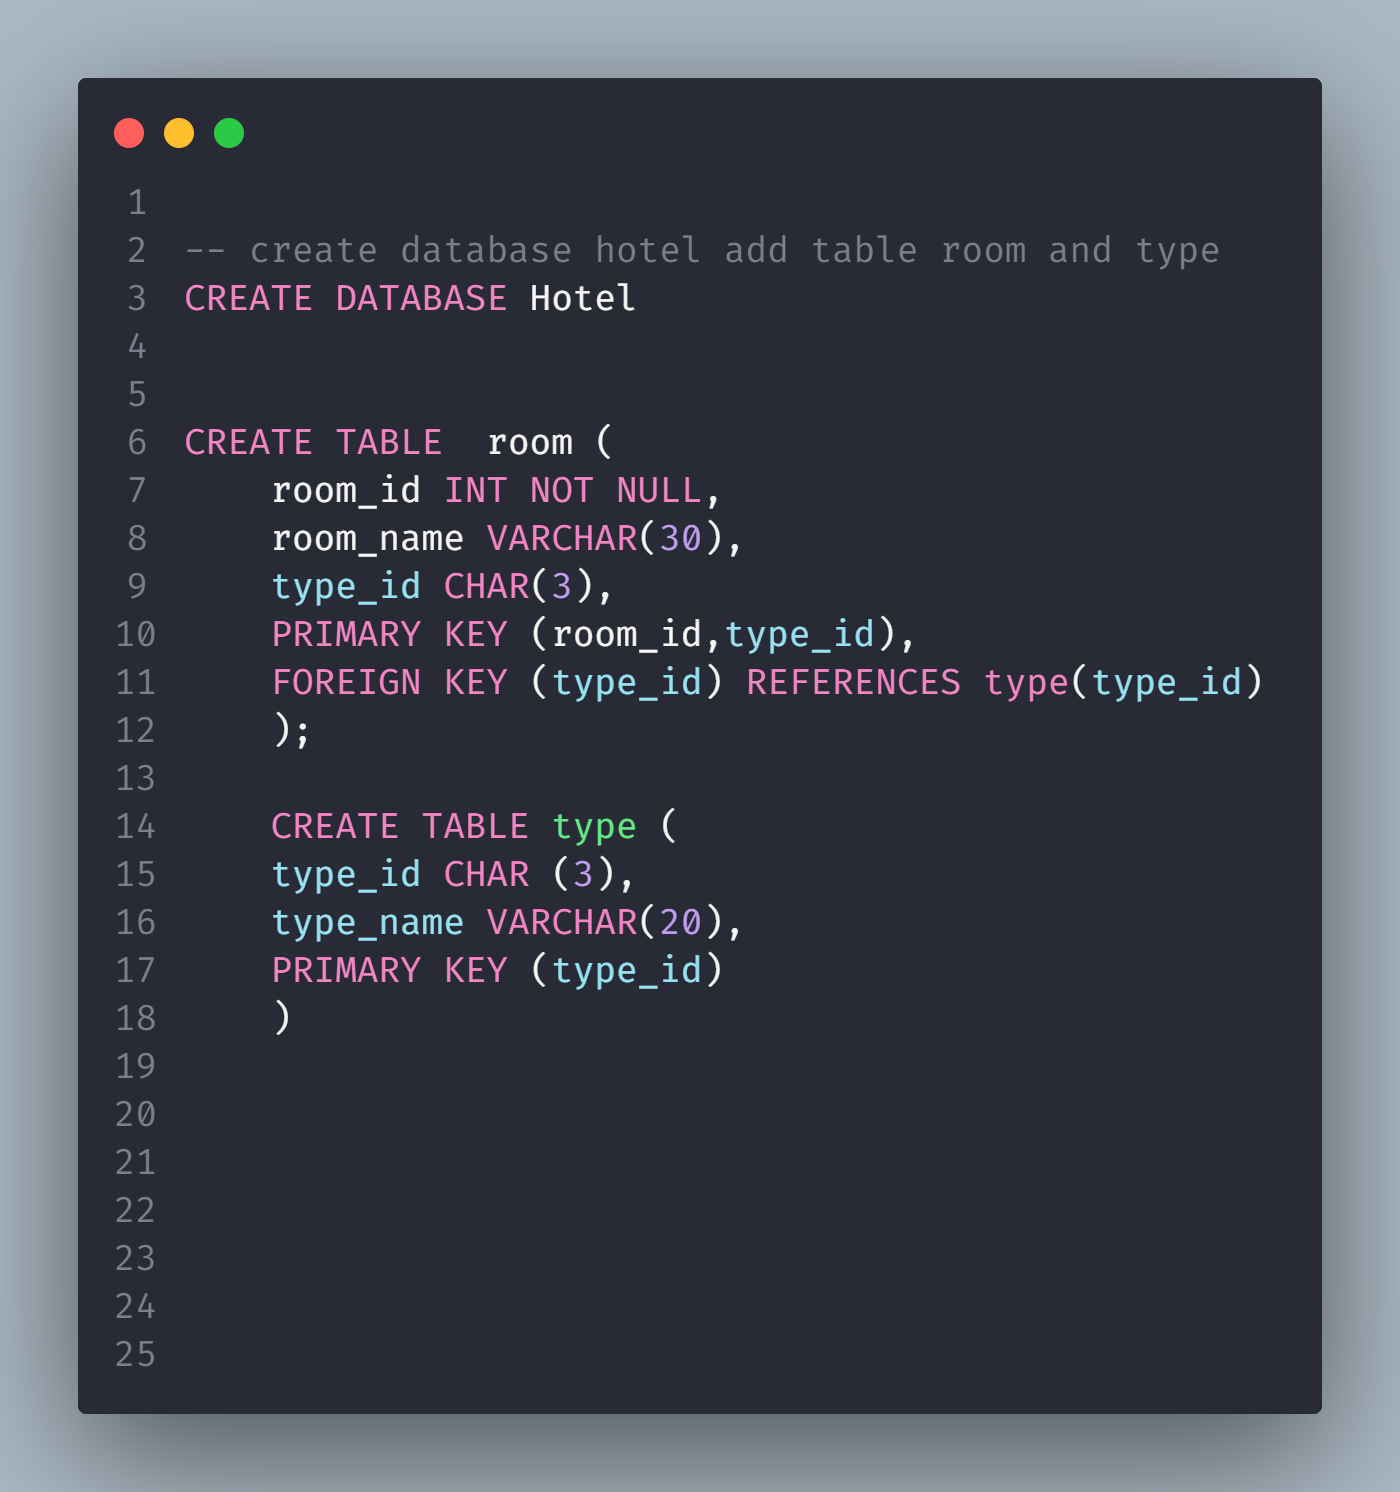 1
2 -- create database hotel add table room and type
3 CREATE DATABASE Hotel
4
5
6 CREATE TABLE  room (
7     room_id INT NOT NULL,
8     room_name VARCHAR(30),
9     type_id CHAR(3),
10     PRIMARY KEY (room_id,type_id),
11     FOREIGN KEY (type_id) REFERENCES type(type_id)
12     );
13
14     CREATE TABLE type (
15     type_id CHAR (3),
16     type_name VARCHAR(20),
17     PRIMARY KEY (type_id)
18     )
19
20
21
22
23
24
25